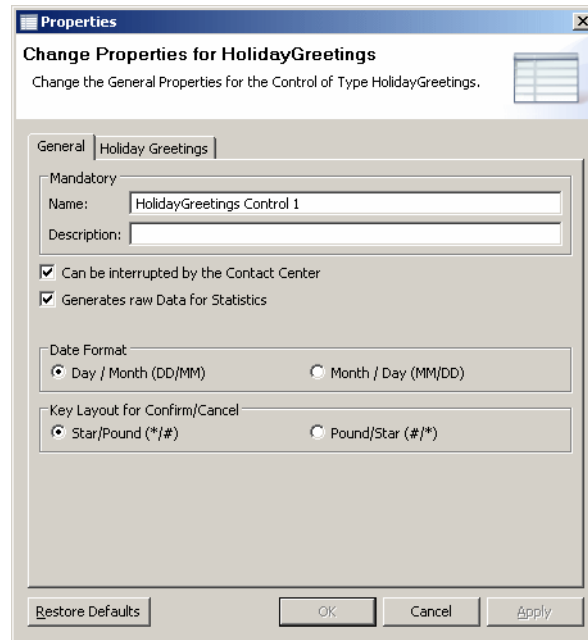 Properties
Change Properties for HolidayGreetings
Change the General Properties for the Control of Type HolidayGreetings.
General Holiday Greetings
Mandatory
Name: HolidayGreetings Control 1
Description:
Can be interrupted by the Contact Center
Generates raw Data for Statistics
Date Format
Day / Month (DD/MM) Month / Day (MM/DD)
Key Layout for Confirm/Cancel
Star/Pound (*/#) Pound/Star (#/*)
Restore Defaults OK Cancel Apply